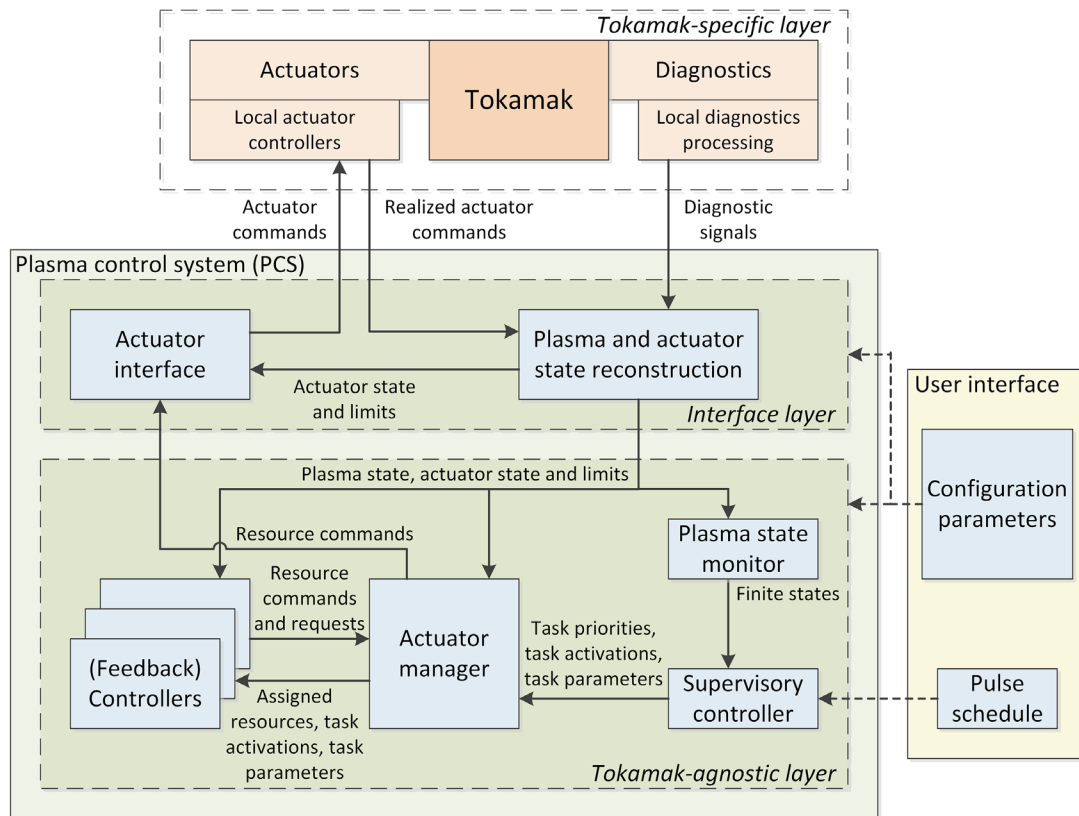 Tokamak-specific layer
Actuators
Tokamak
Diagnostics
Local actuator
controllers
Local diagnostics
processing
Actuator
commands
Realized actuator
commands
Diagnostic
signals
Plasma control system (PCS)
Actuator
interface
Plasma and actuator
state reconstruction
Actuator state
and limits
Interface layer
User interface
Configuration
parameters
Plasma state, actuator state and limits
Resource commands
Plasma state
monitor
Resource
commands
and requests
Finite states
(Feedback)
Controllers
Actuator
manager
Task priorities,
task activations,
task parameters
Supervisory
controller
Pulse
schedule
Assigned
resources, task
activations, task
parameters
Tokamak-agnostic layer